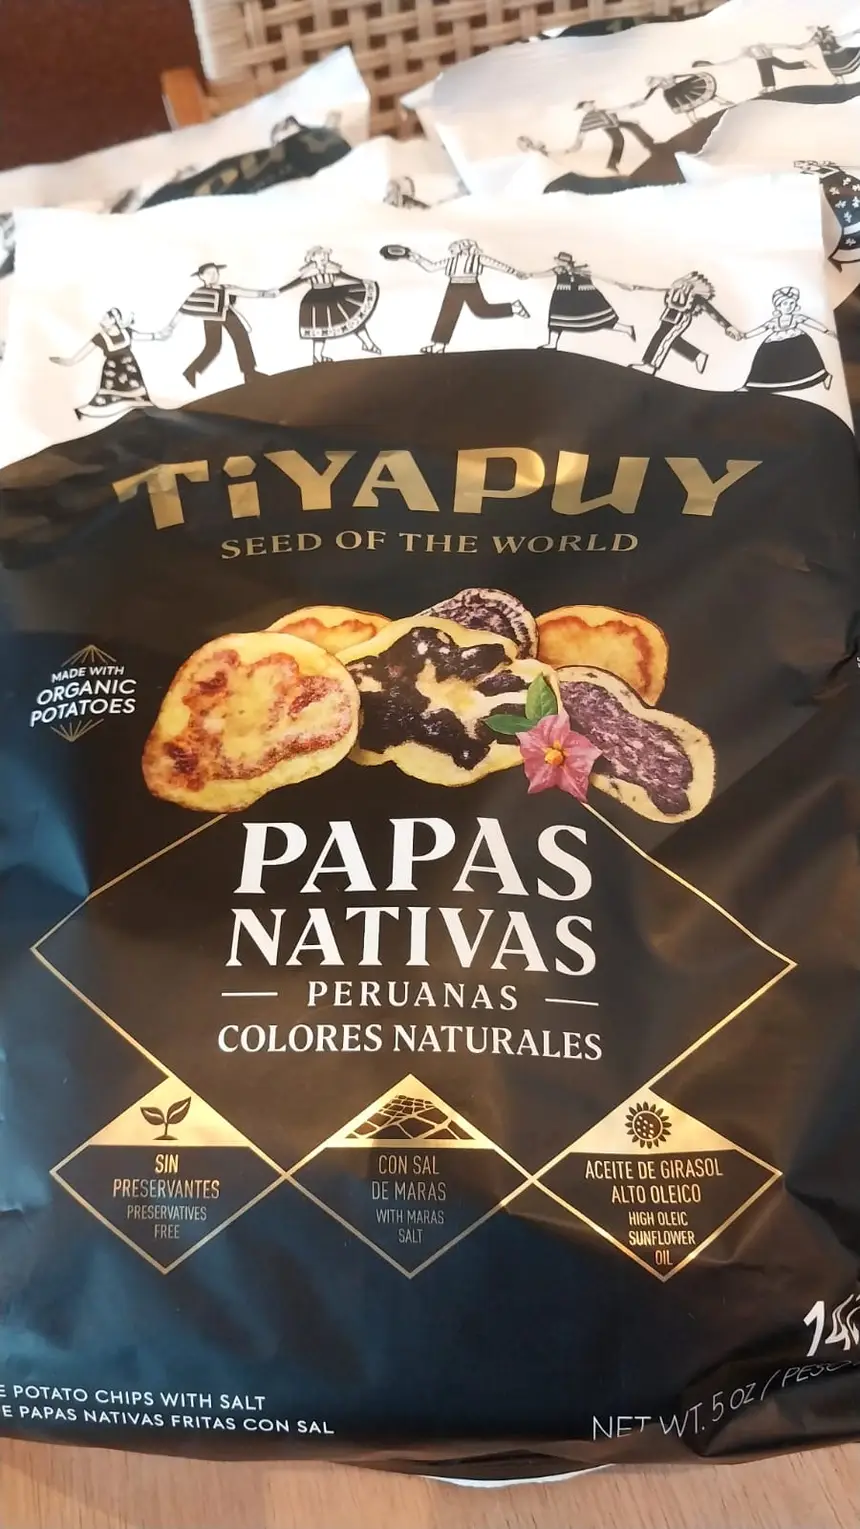 TiYAPUY
SEED OF THE WORLD
MADE WITH
ORGANIC
POTATOES
PAPAS
NATIVAS
PERUANAS
COLORES NATURALES
SIN
PRESERVANTES
PRESERVATIVES
FREE
CON SAL
DE MARAS
WITH MARAS
SALT
ACEITE DE GIRASOL
ALTO OLEICO
HIGH OLEIC
SUNFLOWER
OIL
POTATO CHIPS WITH SALT
PAPAS NATIVAS FRITAS CON SAL
NET WT. 5 OZ / PESO